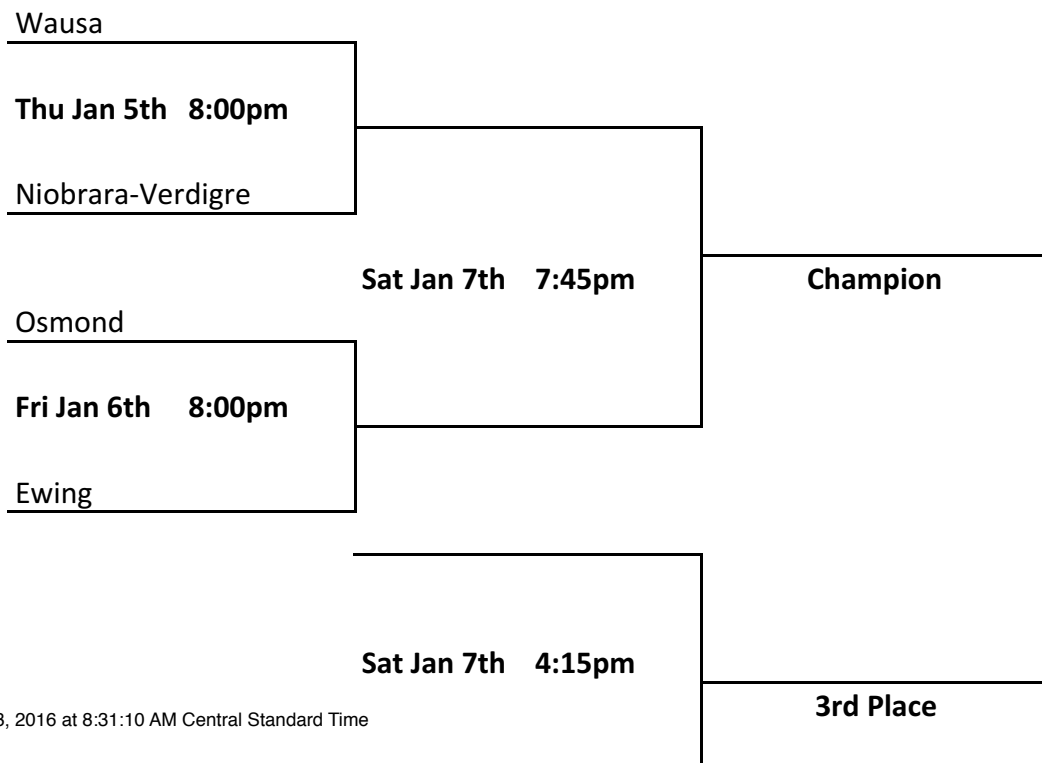 Wausa
Thu Jan 5th 8:00pm
Niobrara-Verdigre
Sat Jan 7th 7:45pm
Champion
Osmond
Fri Jan 6th 8:00pm
Ewing
Sat Jan 7th 4:15pm
3rd Place
, 2016 at 8:31:10 AM Central Standard Time